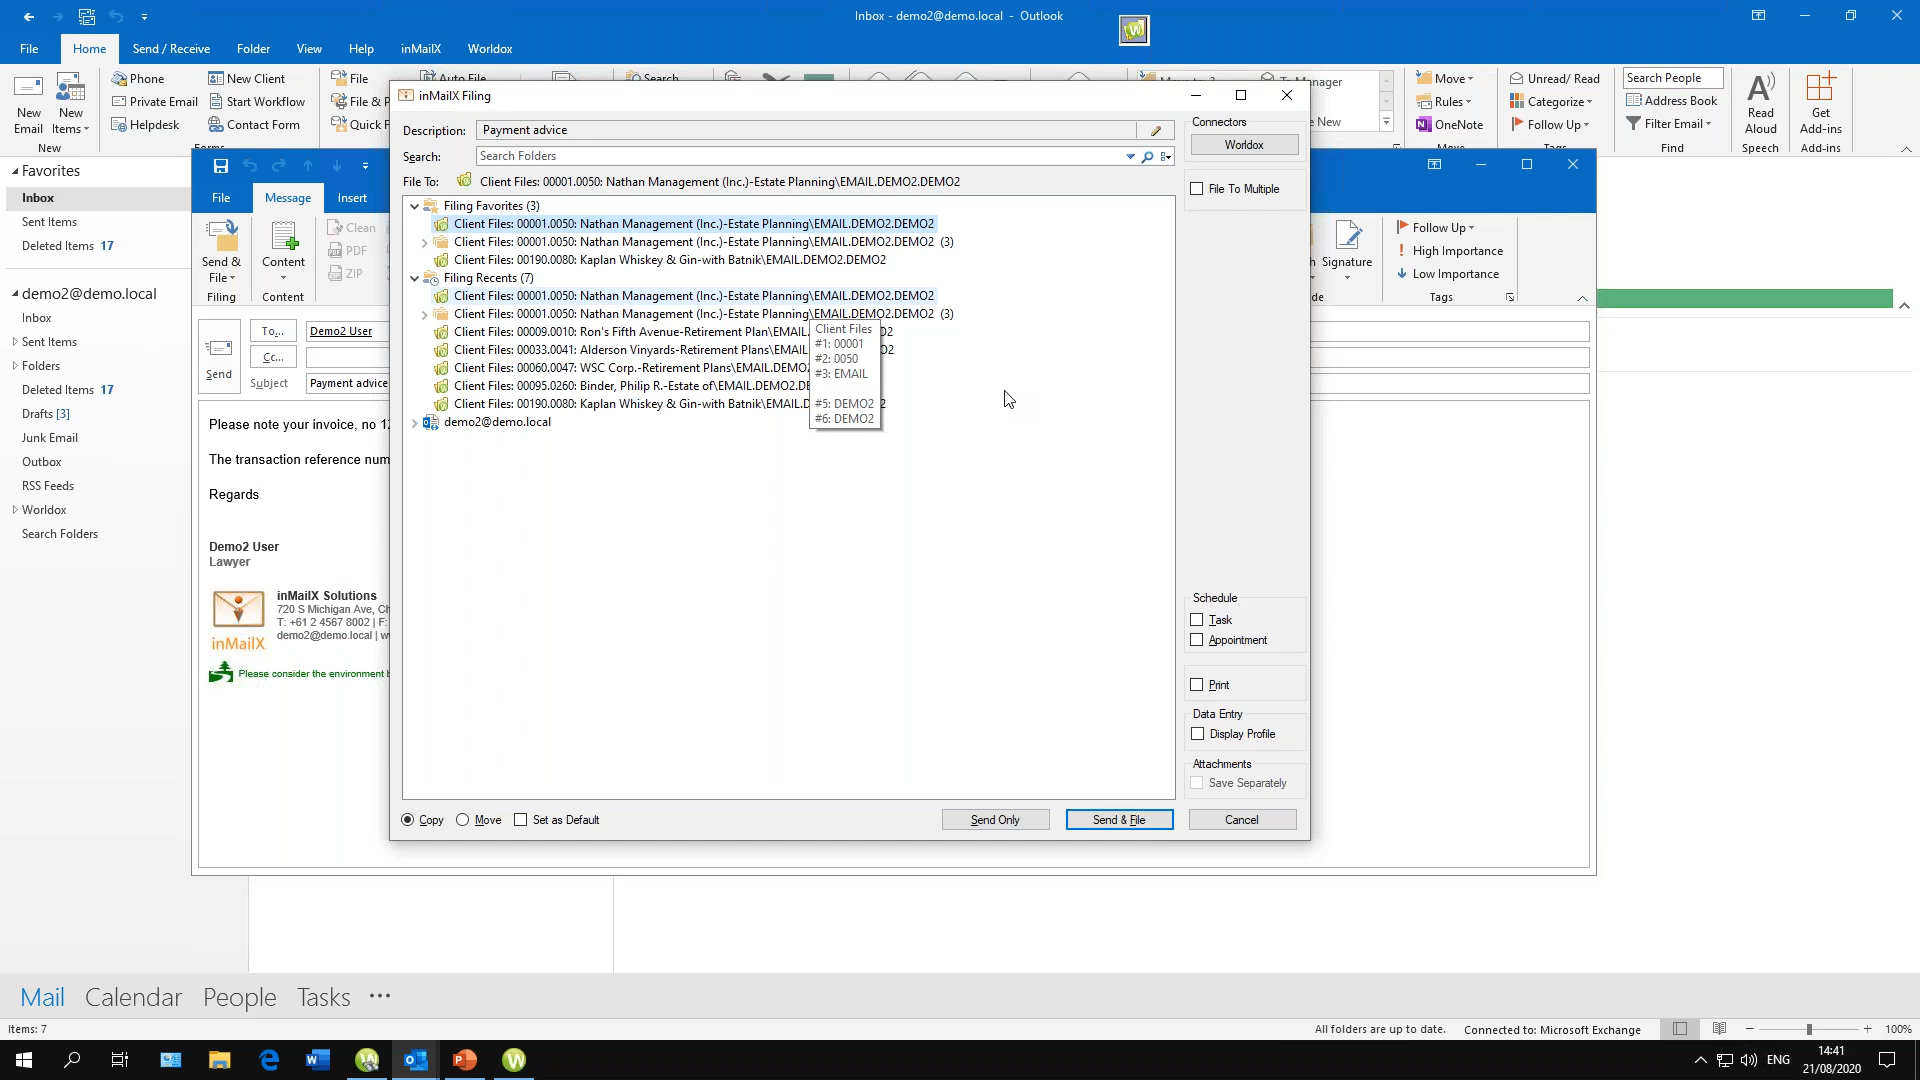 Inbox - demo2@demo.local - Outlook
File Home Send / Receive Folder View Help inMailX Worldox
New Email
New Items
New
Phone
Private Email
Helpdesk
New Client
Start Workflow
Contact Form
File
Quick
Auto File
Search
To Manager
New
Move
Rules
OneNote
Move
Unread/ Read
Categorize
Follow Up
Tags
Search People
Address Book
Filter Email
Find
Read Aloud
Speech
Get Add-ins
Add-ins
Favorites
Inbox
Sent Items
Deleted Items 17
demo2@demo.local
Inbox
Sent Items
Folders
Deleted Items 17
Drafts [3]
Junk Email
Outbox
RSS Feeds
Worldox
Search Folders
File Message Insert
Send & File
Filing
Content
Content
Clean
PDF
ZIP
Signature
Follow Up
High Importance
Low Importance
Tags
Send
To...
Demo2 User
Cc...
Subject
Payment advice
Please note your invoice, no
The transaction reference num
Regards
Demo2 User
Lawyer
inMailX Solutions
720 S Michigan Ave,
T: +61 2 4567 8002 | F:
demo2@demo.local |
inMailX
Please consider the environment
inMailX Filing
Description: Payment advice
Search: Search Folders
File To: Client Files: 00001.0050: Nathan Management (Inc.)-Estate Planning\EMAIL.DEMO2.DEMO2
Filing Favorites (3)
Client Files: 00001.0050: Nathan Management (Inc.)-Estate Planning\EMAIL.DEMO2.DEMO2
Client Files: 00001.0050: Nathan Management (Inc.)-Estate Planning\EMAIL.DEMO2.DEMO2 (3)
Client Files: 00190.0080: Kaplan Whiskey & Gin-with Batnik\EMAIL.DEMO2.DEMO2
Filing Recents (7)
Client Files: 00001.0050: Nathan Management (Inc.)-Estate Planning\EMAIL.DEMO2.DEMO2
Client Files: 00001.0050: Nathan Management (Inc.)-Estate Planning\EMAIL.DEMO2.DEMO2 (3)
Client Files: 00009.0010: Ron's Fifth Avenue-Retirement Plan\EMAIL
Client Files: 00033.0041: Alderson Vinyards-Retirement Plans\EMAIL
Client Files: 00060.0047: WSC Corp.-Retirement Plans\EMAIL.DEMO2
Client Files: 00095.0260: Binder, Philip R.-Estate of\EMAIL.DEMO2
Client Files: 00190.0080: Kaplan Whiskey & Gin-with Batnik\EMAIL
demo2@demo.local
Client Files
#1: 00001
#2: 0050
#3: EMAIL
#5: DEMO2
#6: DEMO2
Connectors
Worldox
File To Multiple
Schedule
Task
Appointment
Print
Data Entry
Display Profile
Attachments
Save Separately
Copy Move Set as Default Send Only Send & File Cancel
Mail Calendar People Tasks ...
Items: 7
All folders are up to date. Connected to: Microsoft Exchange
100%
ENG
14:41
21/08/2020